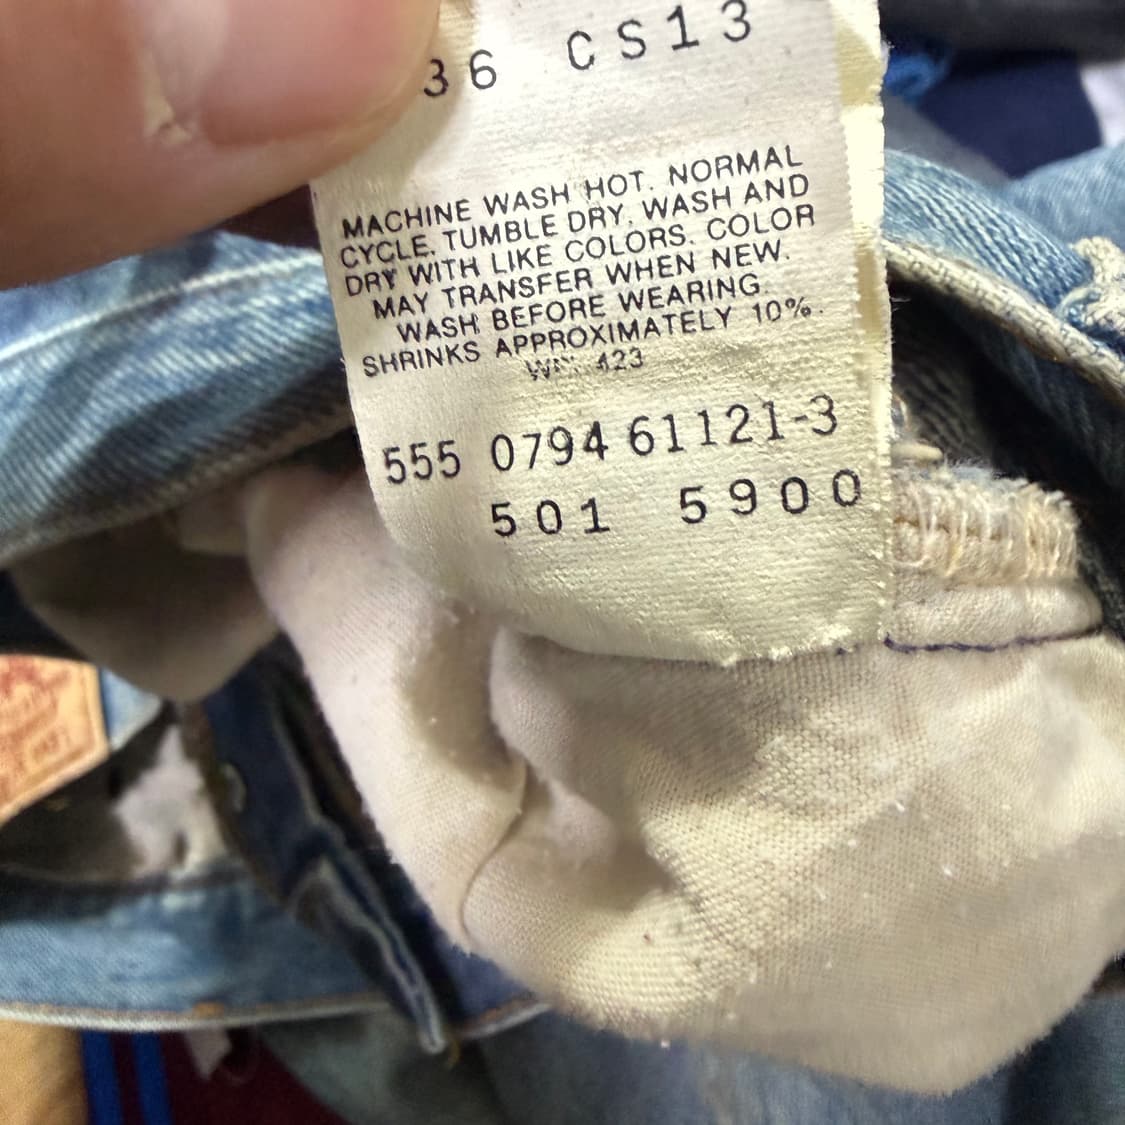 36 CS13
MACHINE WASH HOT. NORMAL
CYCLE. TUMBLE DRY. WASH AND
DRY WITH LIKE COLORS. COLOR
MAY TRANSFER WHEN NEW.
WASH BEFORE WEARING.
SHRINKS APPROXIMATELY 10%.
423
555 0794 61121-3
501 5900